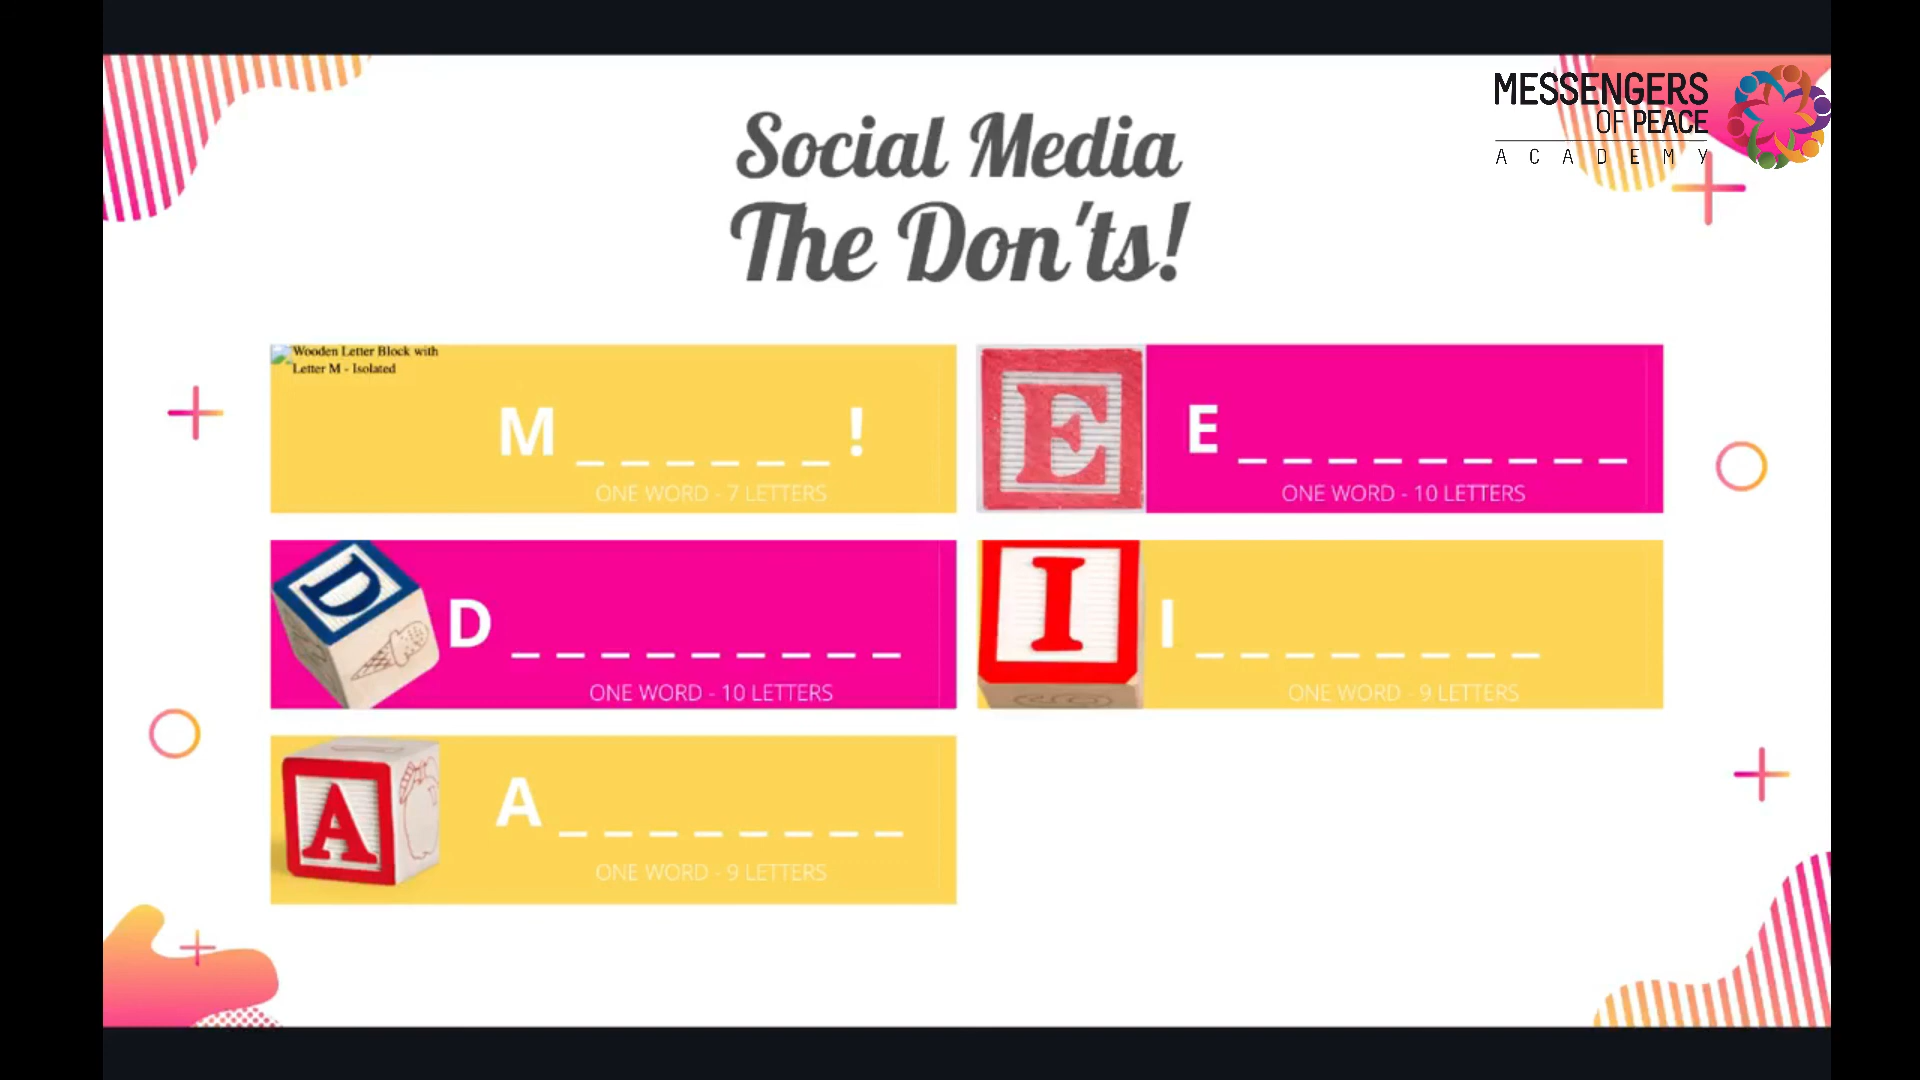 MESSENGERS
OF PEACE
ACADEMY
Social Media
The Don'ts!
Wooden Letter Block with
Letter M - Isolated
M _ _ _ _ _ _ !
ONE WORD - 7 LETTERS
E
E _ _ _ _ _ _ _ _ _
ONE WORD - 10 LETTERS
D
D _ _ _ _ _ _ _ _ _
ONE WORD - 10 LETTERS
I
I _ _ _ _ _ _ _ _
ONE WORD - 9 LETTERS
A
A _ _ _ _ _ _ _ _
ONE WORD - 9 LETTERS